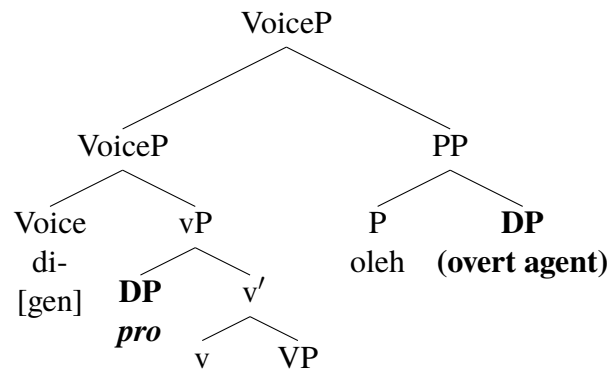 VoiceP
VoiceP PP
Voice vP P DP
di- oleh (overt agent)
[gen] DP v′
pro
v VP